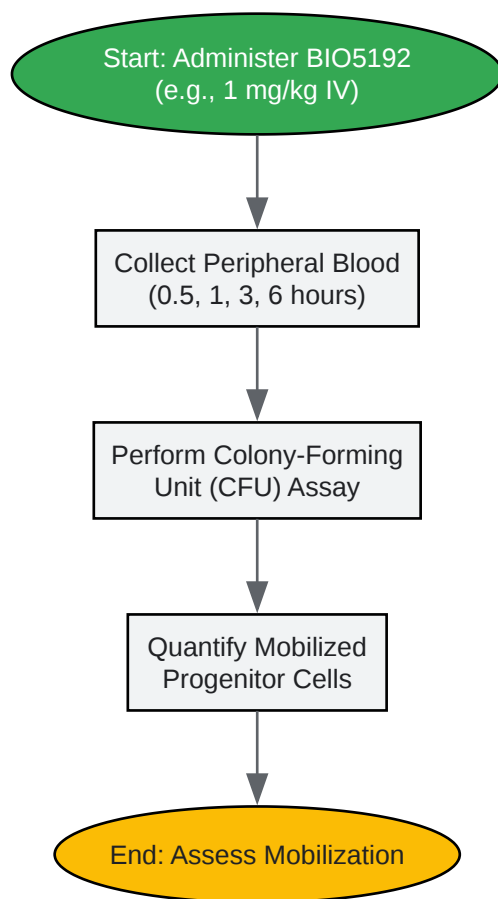 Start: Administer BIO5192
(e.g., 1 mg/kg IV)
Collect Peripheral Blood
(0.5, 1, 3, 6 hours)
Perform Colony-Forming
Unit (CFU) Assay
Quantify Mobilized
Progenitor Cells
End: Assess Mobilization